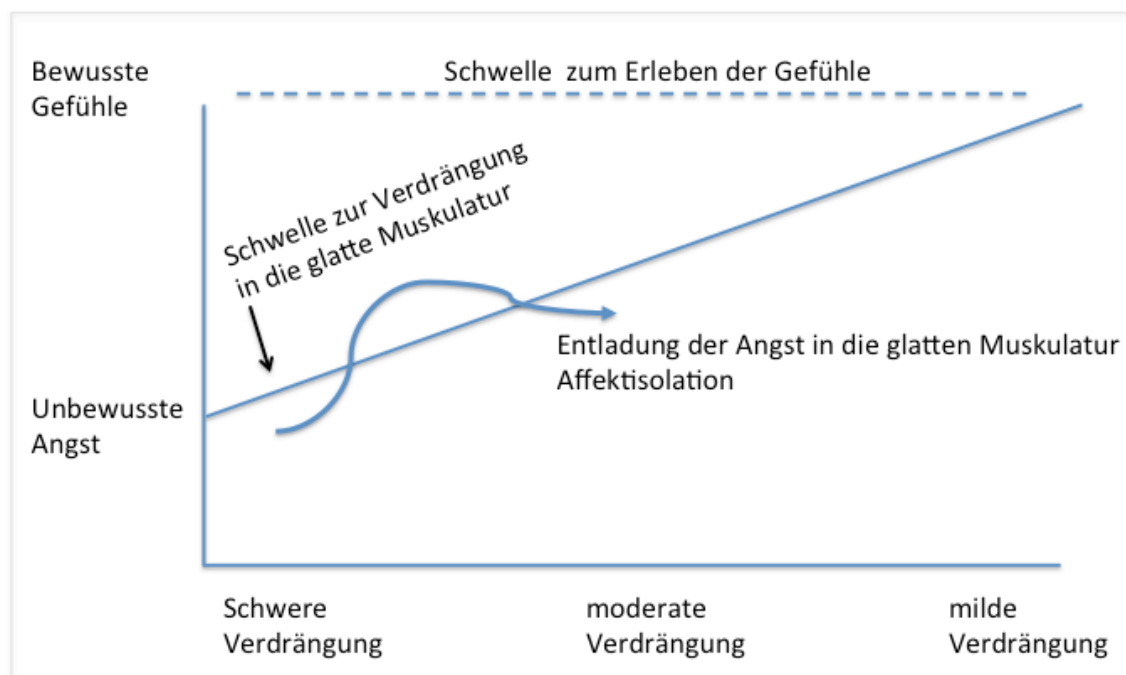 Bewusste
Gefühle
Schwelle zum Erleben der Gefühle
Schwelle zur Verdrängung
in die glatte Muskulatur
Entladung der Angst in die glatten Muskulatur
Affektisolation
Unbewusste
Angst
Schwere
Verdrängung
moderate
Verdrängung
milde
Verdrängung